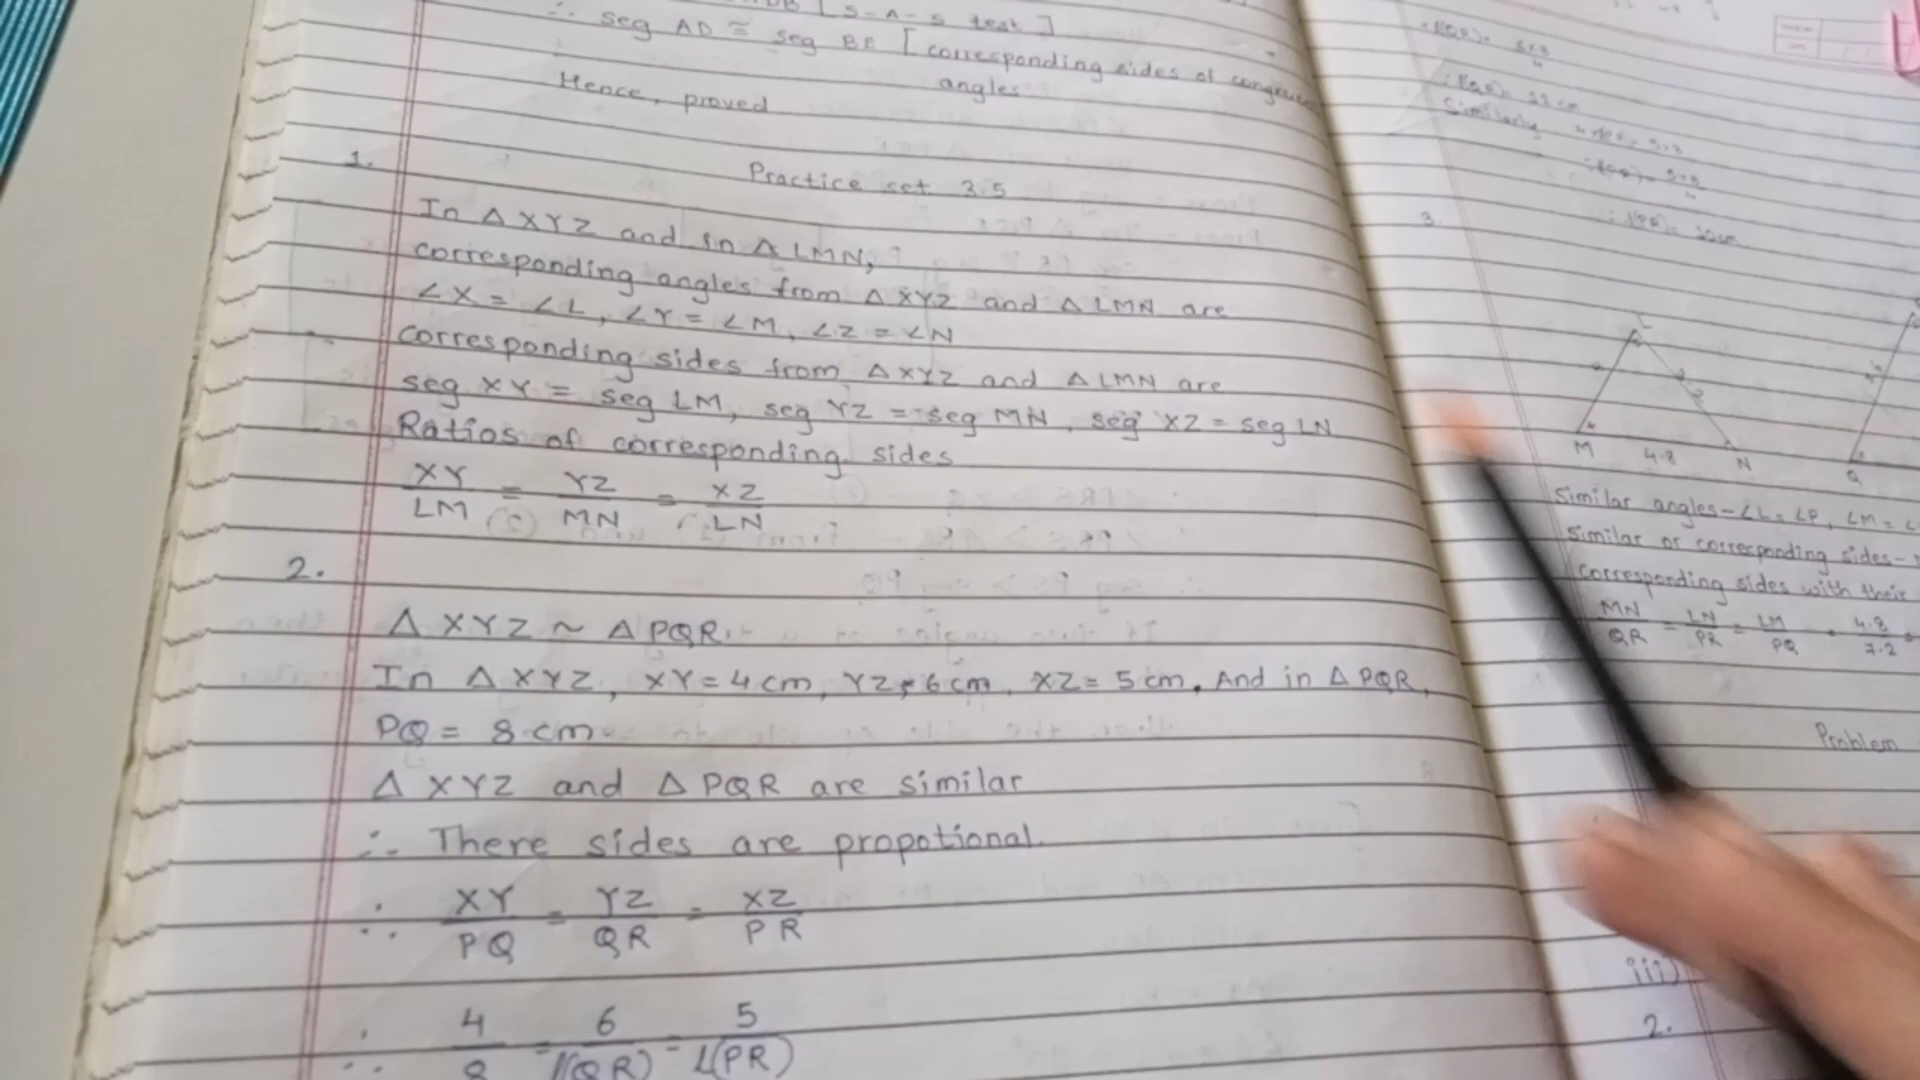 [S-A-S test]
∴ seg AD ≅ seg BE [corresponding sides of
angles
Hence, proved
Practice set 3.5
1.
In △XYZ and in △LMN,
corresponding angles from △XYZ and △LMN are
∠X = ∠L, ∠Y = ∠M, ∠Z = ∠N
corresponding sides from △XYZ and △LMN are
seg XY = seg LM, seg YZ = seg MN, seg XZ = seg LN
Ratios of corresponding sides
XY/LM = YZ/MN = XZ/LN
2.
△XYZ ~ △PQR
In △XYZ, XY = 4 cm, YZ = 6 cm, XZ = 5 cm. And in △PQR,
PQ = 8 cm
△XYZ and △PQR are similar
∴ There sides are propotional.
∴ XY/PQ = YZ/QR = XZ/PR
∴ 4/8 = 6/l(QR) = 5/l(PR)
Similarly
3.
L
M
4.8
N
Q
Similar angles - ∠L = ∠P, ∠M = ∠
Similar or corresponding sides -
corresponding sides with their
MN/QR = LN/PR = LM/PQ = 4.8/7.2 =
Problem
iii)
2.